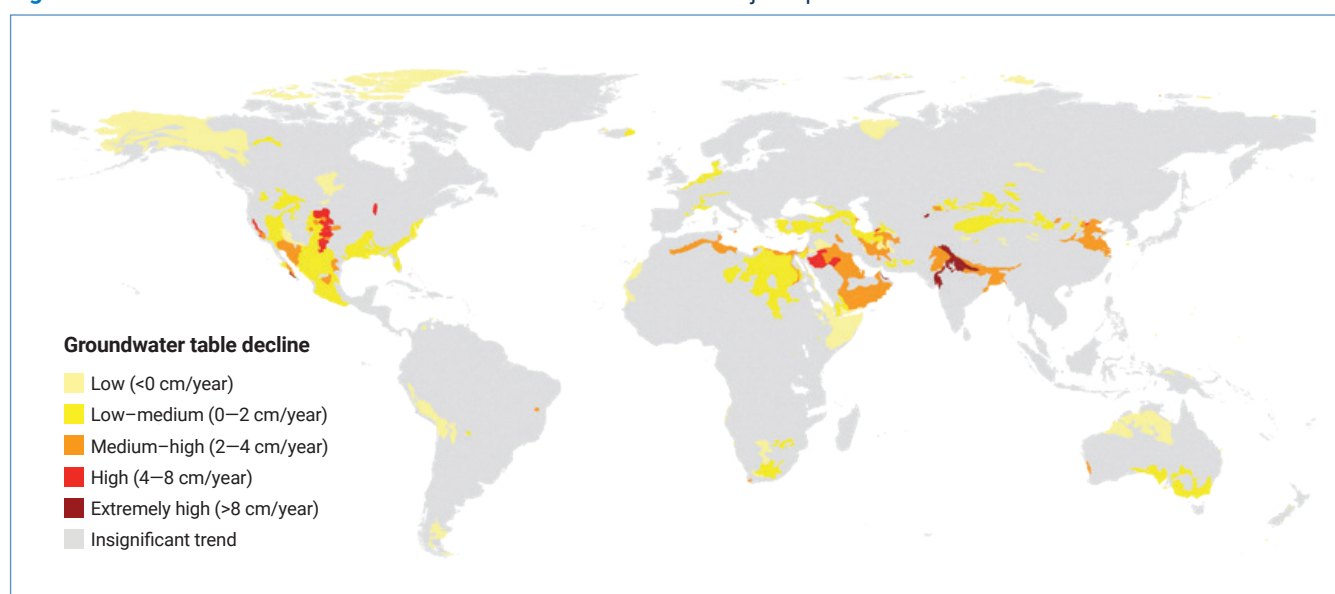 Groundwater table decline
Low (<0 cm/year)
Low–medium (0—2 cm/year)
Medium–high (2—4 cm/year)
High (4—8 cm/year)
Extremely high (>8 cm/year)
Insignificant trend